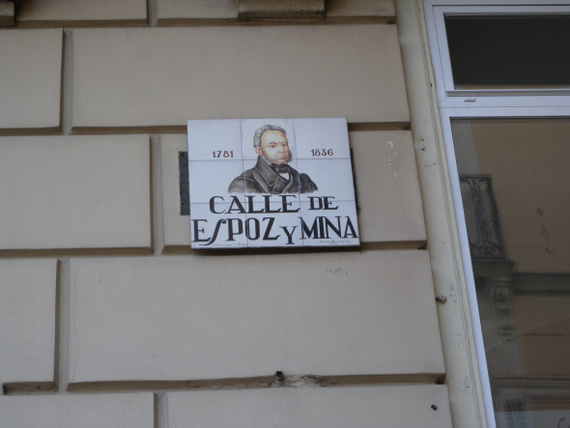 1781 1836
CALLE DE
ESPOZ Y MINA